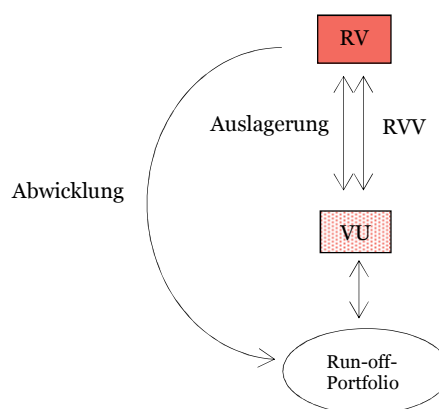 RV
Auslagerung
RVV
Abwicklung
VU
Run-off-
Portfolio